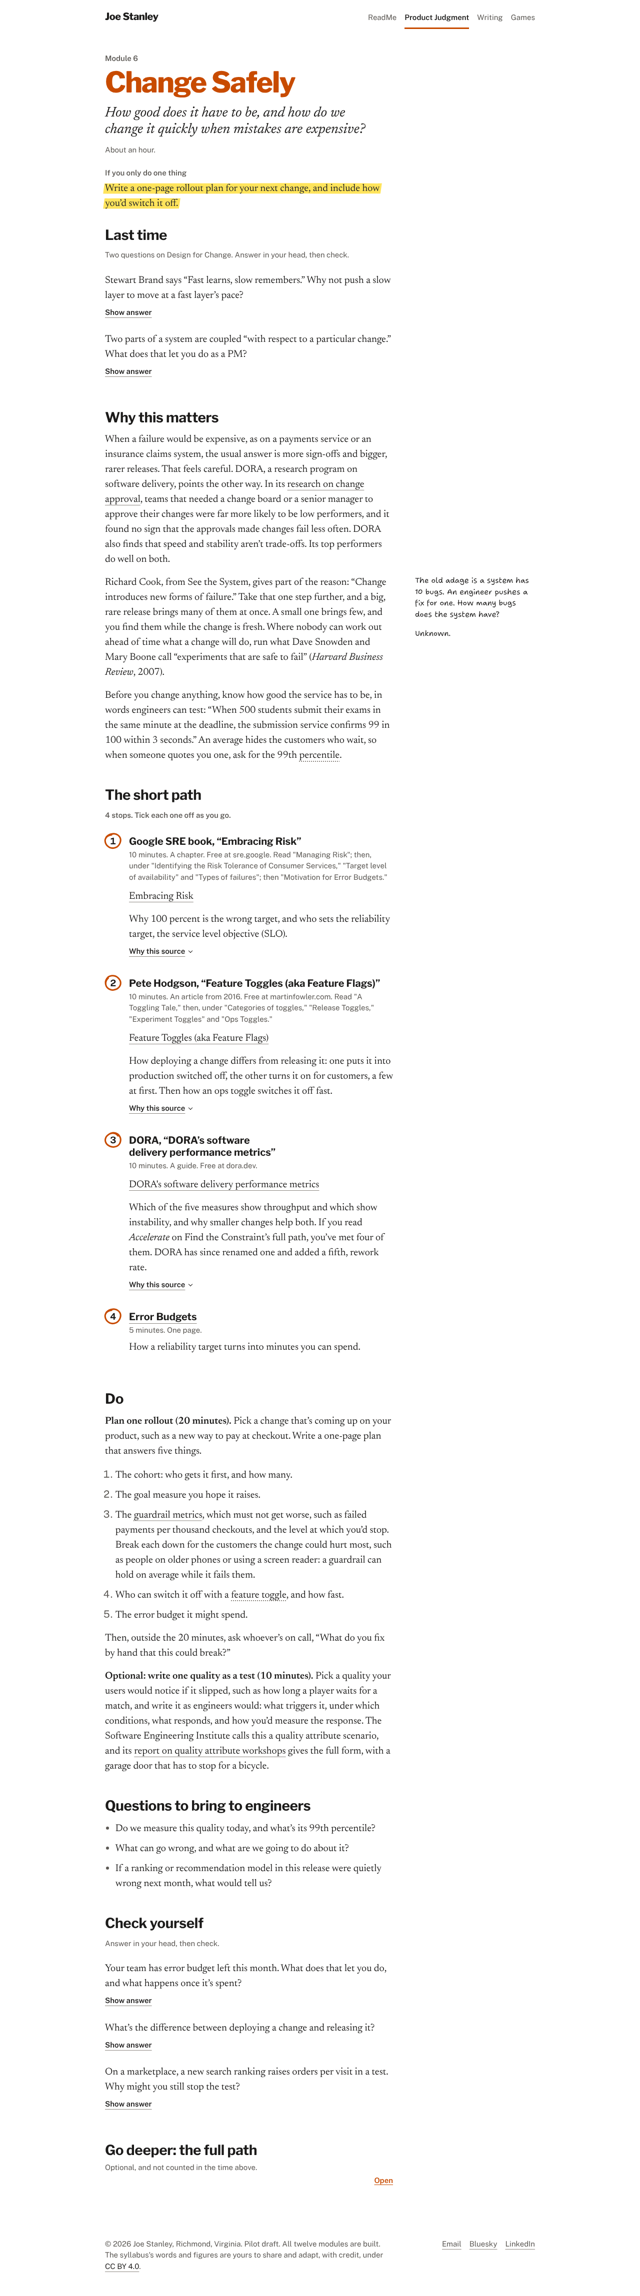 Joe Stanley
ReadMe Product Judgment Writing Games
Module 6
Change Safely
How good does it have to be, and how do we
change it quickly when mistakes are expensive?
About an hour.
If you only do one thing
Write a one-page rollout plan for your next change, and include how
you’d switch it off.
Last time
Two questions on Design for Change. Answer in your head, then check.
Stewart Brand says “Fast learns, slow remembers.” Why not push a slow
layer to move at a fast layer’s pace?
Show answer
Two parts of a system are coupled “with respect to a particular change.”
What does that let you do as a PM?
Show answer
Why this matters
When a failure would be expensive, as on a payments service or an
insurance claims system, the usual answer is more sign-offs and bigger,
rarer releases. That feels careful. DORA, a research program on
software delivery, points the other way. In its research on change
approval, teams that needed a change board or a senior manager to
approve their changes were far more likely to be low performers, and it
found no sign that the approvals made changes fail less often. DORA
also finds that speed and stability aren’t trade-offs. Its top performers
do well on both.
Richard Cook, from See the System, gives part of the reason: “Change
introduces new forms of failure.” Take that one step further, and a big,
rare release brings many of them at once. A small one brings few, and
you find them while the change is fresh. Where nobody can work out
ahead of time what a change will do, run what Dave Snowden and
Mary Boone call “experiments that are safe to fail” (Harvard Business
Review, 2007).
The old adage is a system has
10 bugs. An engineer pushes a
fix for one. How many bugs
does the system have?
Unknown.
Before you change anything, know how good the service has to be, in
words engineers can test: “When 500 students submit their exams in
the same minute at the deadline, the submission service confirms 99 in
100 within 3 seconds.” An average hides the customers who wait, so
when someone quotes you one, ask for the 99th percentile.
The short path
4 stops. Tick each one off as you go.
1 Google SRE book, “Embracing Risk”
10 minutes. A chapter. Free at sre.google. Read "Managing Risk"; then,
under "Identifying the Risk Tolerance of Consumer Services," "Target level
of availability" and "Types of failures"; then "Motivation for Error Budgets."
Embracing Risk
Why 100 percent is the wrong target, and who sets the reliability
target, the service level objective (SLO).
Why this source
2 Pete Hodgson, “Feature Toggles (aka Feature Flags)”
10 minutes. An article from 2016. Free at martinfowler.com. Read "A
Toggling Tale," then, under "Categories of toggles," "Release Toggles,"
"Experiment Toggles" and "Ops Toggles."
Feature Toggles (aka Feature Flags)
How deploying a change differs from releasing it: one puts it into
production switched off, the other turns it on for customers, a few
at first. Then how an ops toggle switches it off fast.
Why this source
3 DORA, “DORA’s software
delivery performance metrics”
10 minutes. A guide. Free at dora.dev.
DORA’s software delivery performance metrics
Which of the five measures show throughput and which show
instability, and why smaller changes help both. If you read
Accelerate on Find the Constraint’s full path, you’ve met four of
them. DORA has since renamed one and added a fifth, rework
rate.
Why this source
4 Error Budgets
5 minutes. One page.
How a reliability target turns into minutes you can spend.
Do
Plan one rollout (20 minutes). Pick a change that’s coming up on your
product, such as a new way to pay at checkout. Write a one-page plan
that answers five things.
1. The cohort: who gets it first, and how many.
2. The goal measure you hope it raises.
3. The guardrail metrics, which must not get worse, such as failed
payments per thousand checkouts, and the level at which you’d stop.
Break each down for the customers the change could hurt most, such
as people on older phones or using a screen reader: a guardrail can
hold on average while it fails them.
4. Who can switch it off with a feature toggle, and how fast.
5. The error budget it might spend.
Then, outside the 20 minutes, ask whoever’s on call, “What do you fix
by hand that this could break?”
Optional: write one quality as a test (10 minutes). Pick a quality your
users would notice if it slipped, such as how long a player waits for a
match, and write it as engineers would: what triggers it, under which
conditions, what responds, and how you’d measure the response. The
Software Engineering Institute calls this a quality attribute scenario,
and its report on quality attribute workshops gives the full form, with a
garage door that has to stop for a bicycle.
Questions to bring to engineers
• Do we measure this quality today, and what’s its 99th percentile?
• What can go wrong, and what are we going to do about it?
• If a ranking or recommendation model in this release were quietly
wrong next month, what would tell us?
Check yourself
Answer in your head, then check.
Your team has error budget left this month. What does that let you do,
and what happens once it’s spent?
Show answer
What’s the difference between deploying a change and releasing it?
Show answer
On a marketplace, a new search ranking raises orders per visit in a test.
Why might you still stop the test?
Show answer
Go deeper: the full path
Optional, and not counted in the time above.
Open
© 2026 Joe Stanley, Richmond, Virginia. Pilot draft. All twelve modules are built.
The syllabus’s words and figures are yours to share and adapt, with credit, under
CC BY 4.0.
Email Bluesky LinkedIn